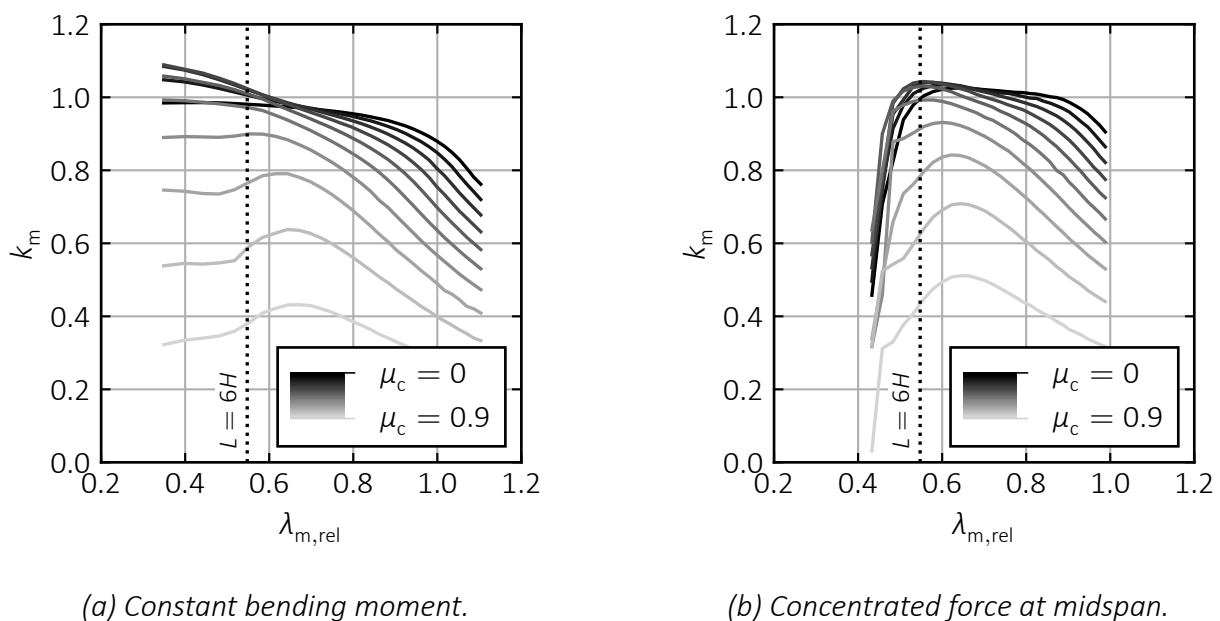 1.2
1.0
0.8
0.6
0.4
0.2
0.0
k_m
0.2 0.4 0.6 0.8 1.0 1.2
λ_m,rel
L = 6H
μ_c = 0
μ_c = 0.9
(a) Constant bending moment.
1.2
1.0
0.8
0.6
0.4
0.2
0.0
k_m
0.2 0.4 0.6 0.8 1.0 1.2
λ_m,rel
L = 6H
μ_c = 0
μ_c = 0.9
(b) Concentrated force at midspan.